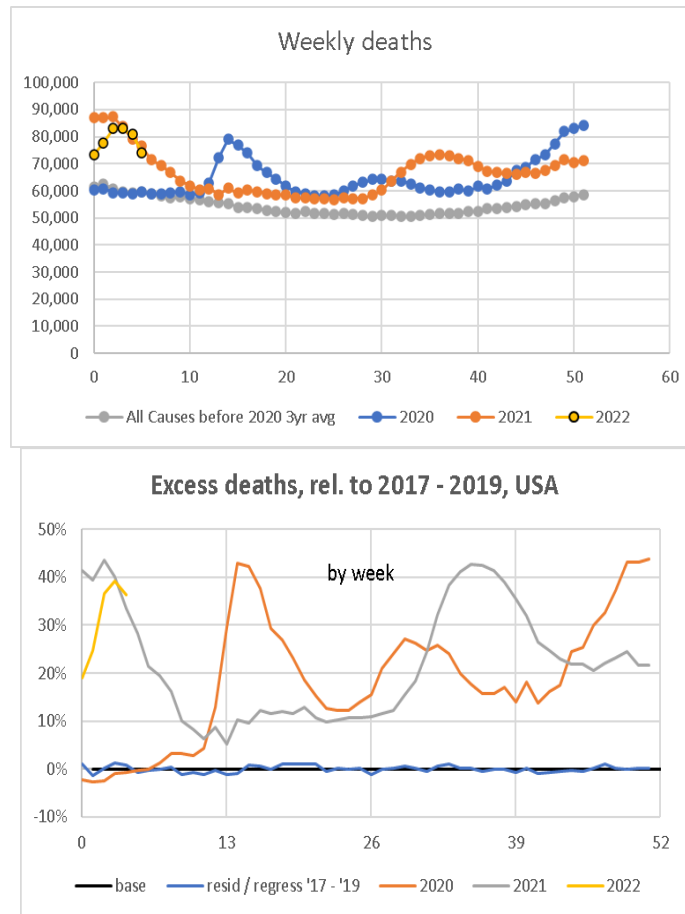 Weekly deaths
100,000
90,000
80,000
70,000
60,000
50,000
40,000
30,000
20,000
10,000
0
0 10 20 30 40 50 60
All Causes before 2020 3yr avg 2020 2021 2022
Excess deaths, rel. to 2017 - 2019, USA
50%
by week
40%
30%
20%
10%
0%
-10%
0 13 26 39 52
base resid / regress '17 - '19 2020 2021 2022